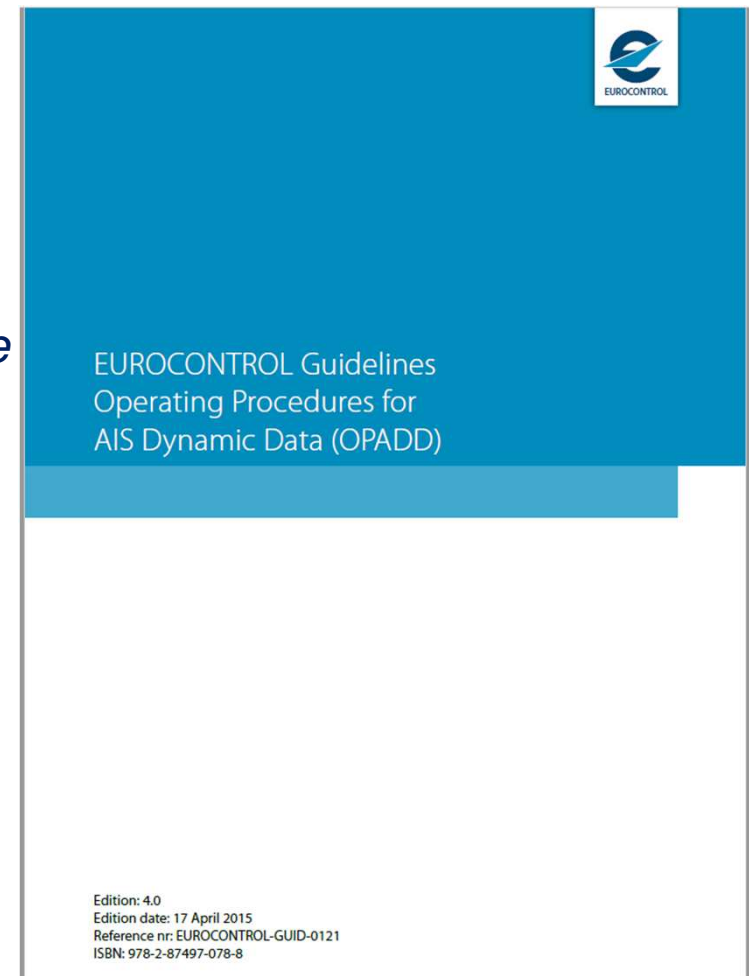 EUROCONTROL
e
EUROCONTROL Guidelines
Operating Procedures for
AIS Dynamic Data (OPADD)
Edition: 4.0
Edition date: 17 April 2015
Reference nr: EUROCONTROL-GUID-0121
ISBN: 978-2-87497-078-8